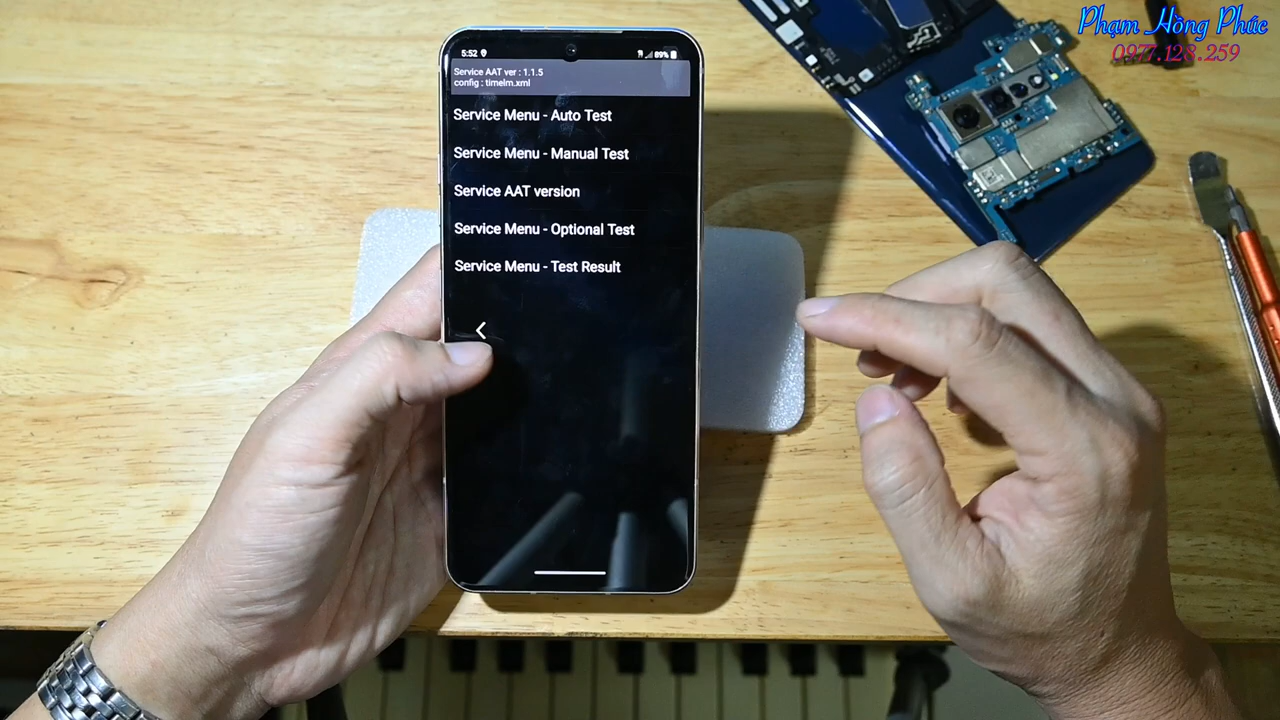 Phạm Hồng Phúc
0977.128.259
5:52 89%
Service AAT ver : 1.1.5
config : timelm.xml
Service Menu - Auto Test
Service Menu - Manual Test
Service AAT version
Service Menu - Optional Test
Service Menu - Test Result